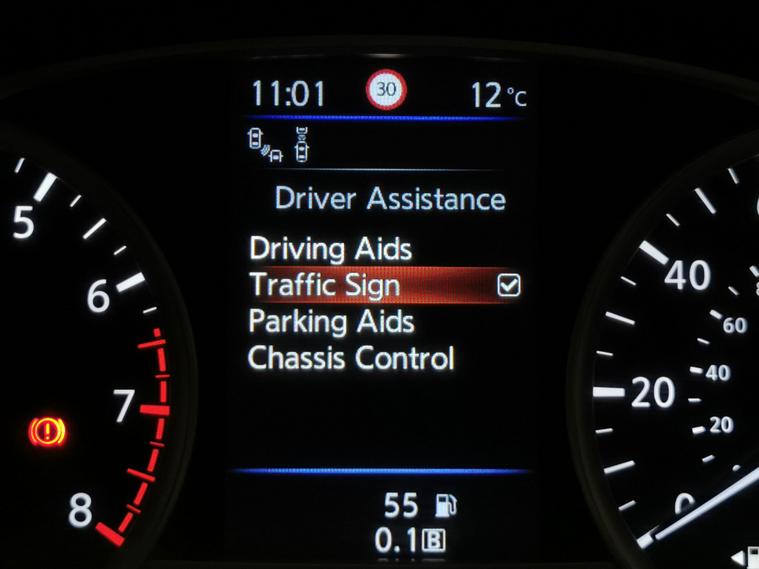 11:01 30 12°C
Driver Assistance
Driving Aids
Traffic Sign
Parking Aids
Chassis Control
55
0.1 B
5
6
7
8
!
40
60
20
40
20
0